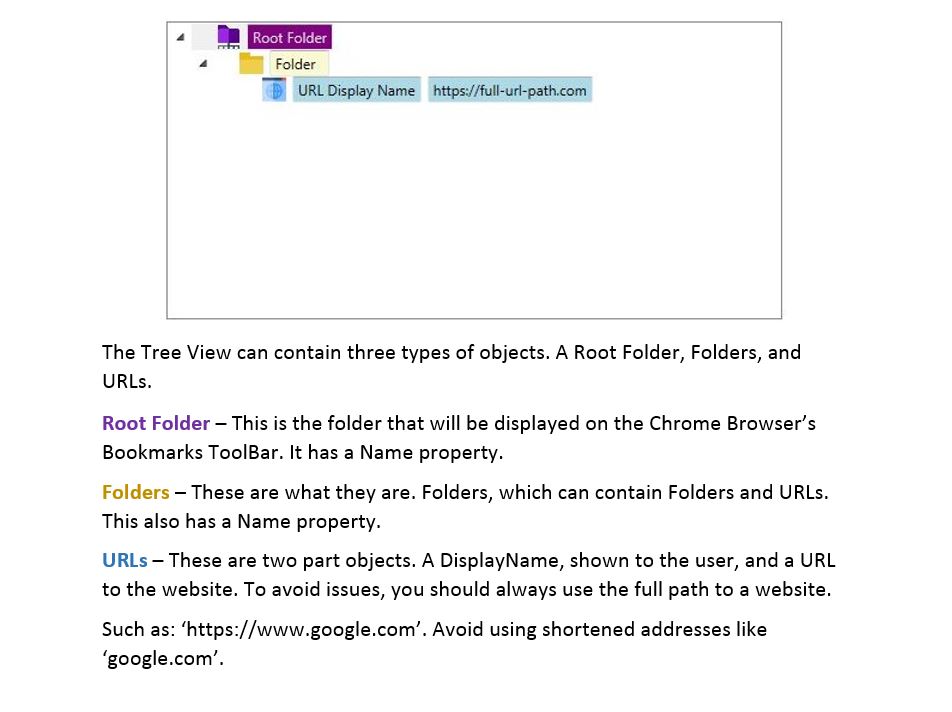 Root Folder
Folder
URL Display Name https://full-url-path.com
The Tree View can contain three types of objects. A Root Folder, Folders, and
URLs.
Root Folder – This is the folder that will be displayed on the Chrome Browser’s
Bookmarks ToolBar. It has a Name property.
Folders – These are what they are. Folders, which can contain Folders and URLs.
This also has a Name property.
URLs – These are two part objects. A DisplayName, shown to the user, and a URL
to the website. To avoid issues, you should always use the full path to a website.
Such as: ‘https://www.google.com’. Avoid using shortened addresses like
‘google.com’.